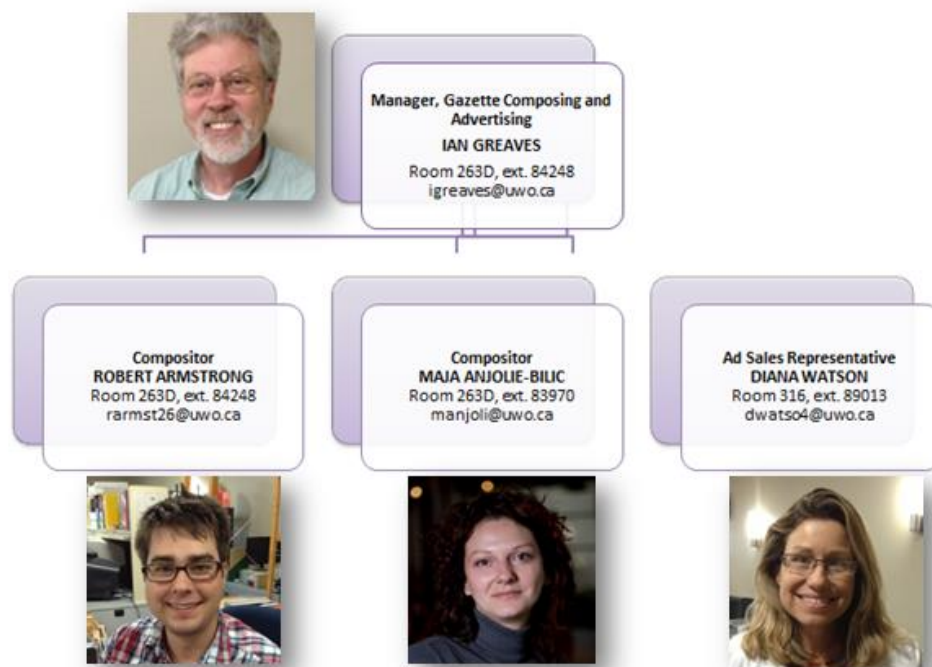 Manager, Gazette Composing and
Advertising
IAN GREAVES
Room 263D, ext. 84248
igreaves@uwo.ca
Compositor
ROBERT ARMSTRONG
Room 263D, ext. 84248
rarmst26@uwo.ca
Compositor
MAJA ANJOLIE-BILIC
Room 263D, ext. 83970
manjoli@uwo.ca
Ad Sales Representative
DIANA WATSON
Room 316, ext. 89013
dwatso4@uwo.ca